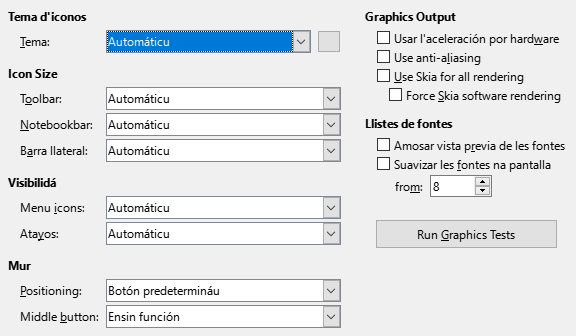 Tema d'iconos
Tema: Automáticu
Icon Size
Toolbar: Automáticu
Notebookbar: Automáticu
Barra llateral: Automáticu
Visibilidá
Menu icons: Automáticu
Atayos: Automáticu
Mur
Positioning: Botón predetermináu
Middle button: Ensin función
Graphics Output
Usar l'aceleración por hardware
Use anti-aliasing
Use Skia for all rendering
Force Skia software rendering
Llistes de fontes
Amosar vista previa de les fontes
Suavizar les fontes na pantalla
from: 8
Run Graphics Tests